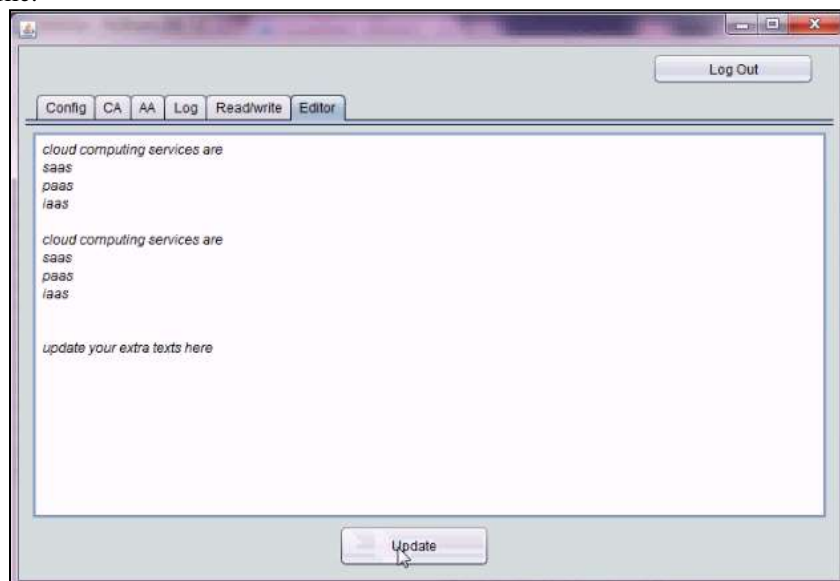 Log Out
Config CA AA Log Read/write Editor
cloud computing services are
saas
paas
iaas
cloud computing services are
saas
paas
iaas
update your extra texts here
Update